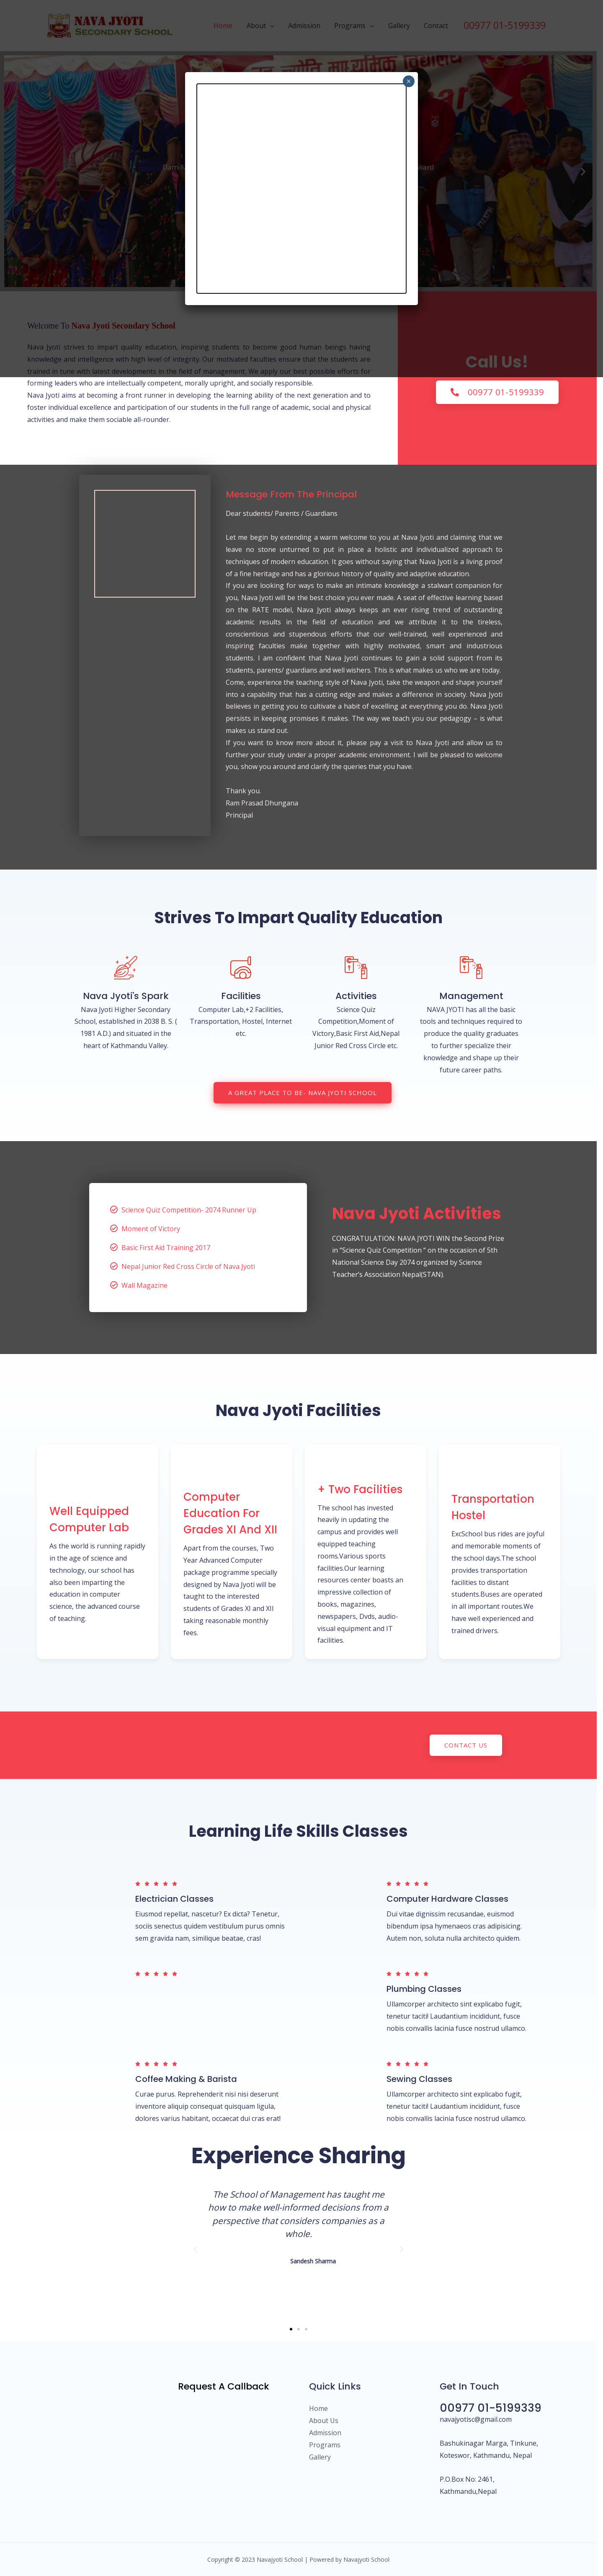 NAVA JYOTI
SECONDARY SCHOOL
Home
About
Admission
Programs
Gallery
Contact
00977 01-5199339
×
Welcome To Nava Jyoti Secondary School
Nava Jyoti strives to impart quality education, inspiring students to become good human beings having
knowledge and intelligence with high level of integrity. Our motivated faculties ensure that the students are
trained in tune with latest developments in the field of management. We apply our best possible efforts for
forming leaders who are intellectually competent, morally upright, and socially responsible.
Nava Jyoti aims at becoming a front runner in developing the learning ability of the next generation and to
foster individual excellence and participation of our students in the full range of academic, social and physical
activities and make them sociable all-rounder.
Call Us!
00977 01-5199339
Message From The Principal
Dear students/ Parents / Guardians
Let me begin by extending a warm welcome to you at Nava Jyoti and claiming that we
leave no stone unturned to put in place a holistic and individualized approach to
techniques of modern education. It goes without saying that Nava Jyoti is a living proof
of a fine heritage and has a glorious history of quality and adaptive education.
If you are looking for ways to make an intimate knowledge a stalwart companion for
you, Nava Jyoti will be the best choice you ever made. A seat of effective learning based
on the RATE model, Nava Jyoti always keeps an ever rising trend of outstanding
academic results in the field of education and we attribute it to the tireless,
conscientious and stupendous efforts that our well-trained, well experienced and
inspiring faculties make together with highly motivated, smart and industrious
students. I am confident that Nava Jyoti continues to gain a solid support from its
students, parents/ guardians and well wishers. This is what makes us who we are today.
Come, experience the teaching style of Nava Jyoti, take the weapon and shape yourself
into a capability that has a cutting edge and makes a difference in society. Nava Jyoti
believes in getting you to cultivate a habit of excelling at everything you do. Nava Jyoti
persists in keeping promises it makes. The way we teach you our pedagogy – is what
makes us stand out.
If you want to know more about it, please pay a visit to Nava Jyoti and allow us to
further your study under a proper academic environment. I will be pleased to welcome
you, show you around and clarify the queries that you have.
Thank you.
Ram Prasad Dhungana
Principal
Strives To Impart Quality Education
Nava Jyoti's Spark
Nava Jyoti Higher Secondary
School, established in 2038 B. S. (
1981 A.D.) and situated in the
heart of Kathmandu Valley.
Facilities
Computer Lab,+2 Facilities,
Transportation, Hostel, Internet
etc.
Activities
Science Quiz
Competition,Moment of
Victory,Basic First Aid,Nepal
Junior Red Cross Circle etc.
Management
NAVA JYOTI has all the basic
tools and techniques required to
produce the quality graduates
to further specialize their
knowledge and shape up their
future career paths.
A GREAT PLACE TO BE- NAVA JYOTI SCHOOL
Science Quiz Competition- 2074 Runner Up
Moment of Victory
Basic First Aid Training 2017
Nepal Junior Red Cross Circle of Nava Jyoti
Wall Magazine
Nava Jyoti Activities
CONGRATULATION: NAVA JYOTI WIN the Second Prize
in “Science Quiz Competition ” on the occasion of 5th
National Science Day 2074 organized by Science
Teacher’s Association Nepal(STAN).
Nava Jyoti Facilities
Well Equipped
Computer Lab
As the world is running rapidly
in the age of science and
technology, our school has
also been imparting the
education in computer
science, the advanced course
of teaching.
Computer
Education For
Grades XI And XII
Apart from the courses, Two
Year Advanced Computer
package programme specially
designed by Nava Jyoti will be
taught to the interested
students of Grades XI and XII
taking reasonable monthly
fees.
+ Two Facilities
The school has invested
heavily in updating the
campus and provides well
equipped teaching
rooms.Various sports
facilities.Our learning
resources center boasts an
impressive collection of
books, magazines,
newspapers, Dvds, audio-
visual equipment and IT
facilities.
Transportation
Hostel
ExcSchool bus rides are joyful
and memorable moments of
the school days.The school
provides transportation
facilities to distant
students.Buses are operated
in all important routes.We
have well experienced and
trained drivers.
CONTACT US
Learning Life Skills Classes
Electrician Classes
Eiusmod repellat, nascetur? Ex dicta? Tenetur,
sociis senectus quidem vestibulum purus omnis
sem gravida nam, similique beatae, cras!
Computer Hardware Classes
Dui vitae dignissim recusandae, euismod
bibendum ipsa hymenaeos cras adipisicing.
Autem non, soluta nulla architecto quidem.
Plumbing Classes
Ullamcorper architecto sint explicabo fugit,
tenetur taciti! Laudantium incididunt, fusce
nobis convallis lacinia fusce nostrud ullamco.
Coffee Making & Barista
Curae purus. Reprehenderit nisi nisi deserunt
inventore aliquip consequat quisquam ligula,
dolores varius habitant, occaecat dui cras erat!
Sewing Classes
Ullamcorper architecto sint explicabo fugit,
tenetur taciti! Laudantium incididunt, fusce
nobis convallis lacinia fusce nostrud ullamco.
Experience Sharing
The School of Management has taught me
how to make well-informed decisions from a
perspective that considers companies as a
whole.
Sandesh Sharma
Request A Callback
Quick Links
Home
About Us
Admission
Programs
Gallery
Get In Touch
00977 01-5199339
navajyotisc@gmail.com
Bashukinagar Marga, Tinkune,
Koteswor, Kathmandu, Nepal
P.O.Box No: 2461,
Kathmandu,Nepal
Copyright © 2023 Navajyoti School | Powered by Navajyoti School